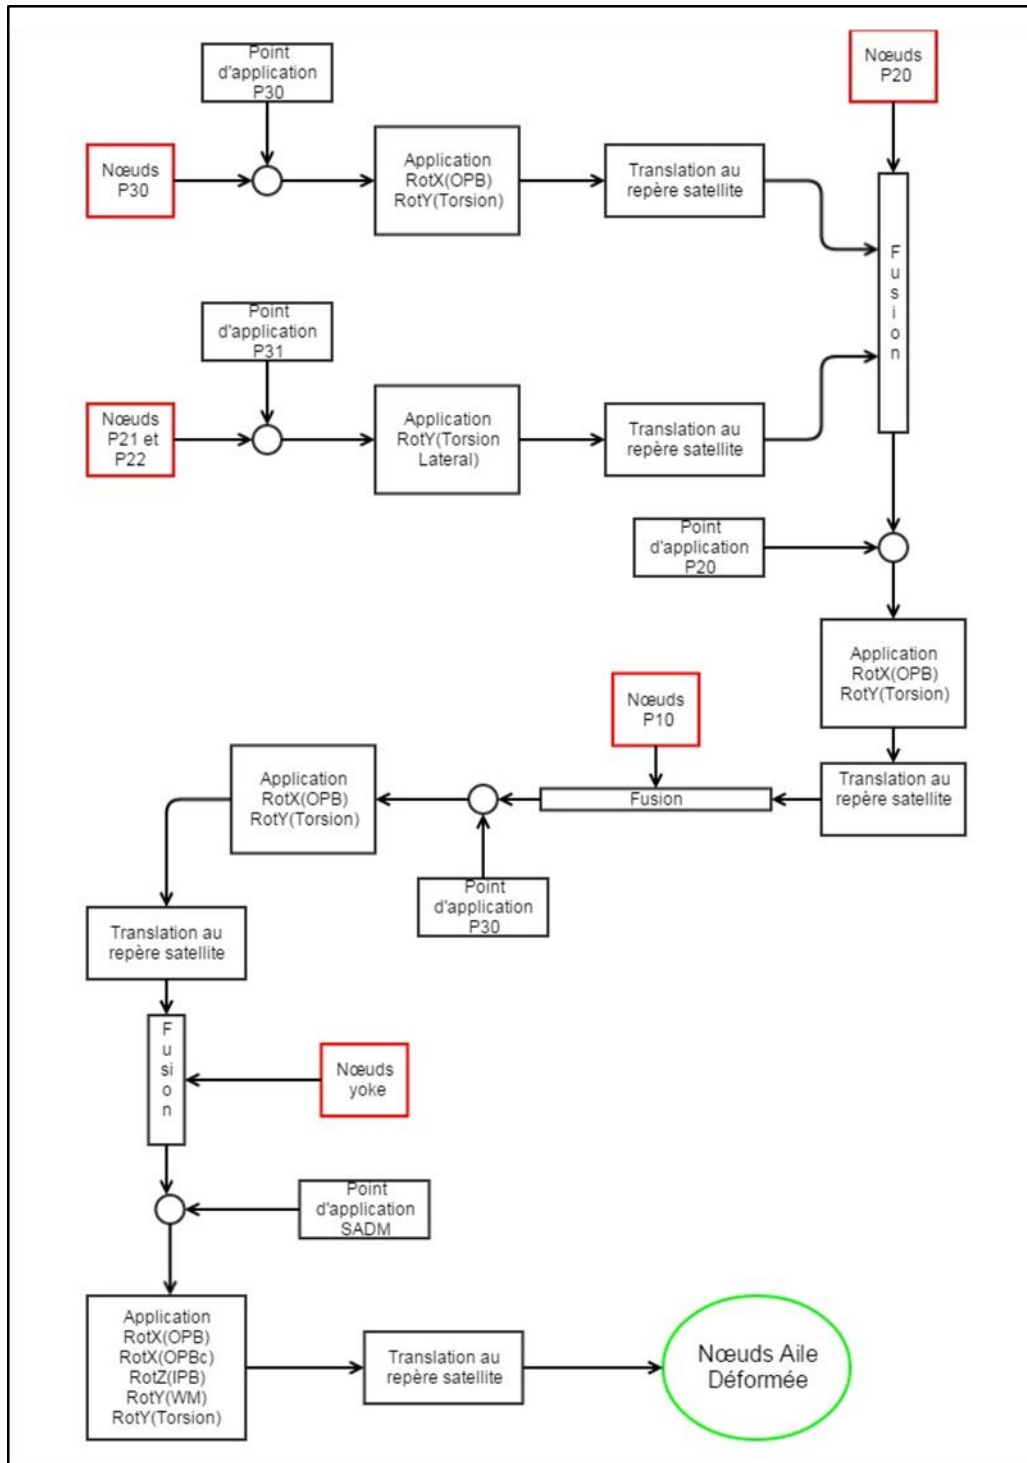 Point
d'application
P30
Nœuds
P20
Nœuds
P30
Application
RotX(OPB)
RotY(Torsion)
Translation au
repère satellite
F
u
s
i
o
n
Point
d'application
P31
Nœuds
P21 et
P22
Application
RotY(Torsion
Lateral)
Translation au
repère satellite
Point
d'application
P20
Application
RotX(OPB)
RotY(Torsion)
Translation au
repère satellite
Nœuds
P10
Fusion
Point
d'application
P30
Application
RotX(OPB)
RotY(Torsion)
Translation au
repère satellite
F
u
si
o
n
Nœuds
yoke
Point
d'application
SADM
Application
RotX(OPB)
RotX(OPBc)
RotZ(IPB)
RotY(WM)
RotY(Torsion)
Translation au
repère satellite
Nœuds Aile
Déformée